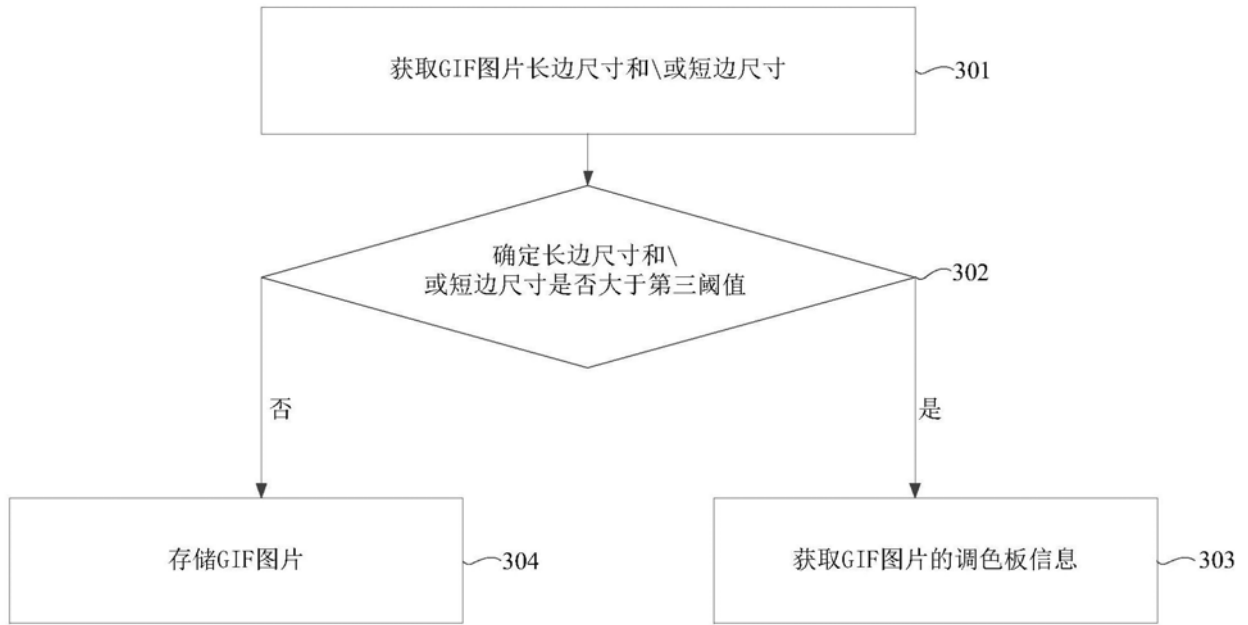 获取GIF图片长边尺寸和\或短边尺寸
301
确定长边尺寸和\
或短边尺寸是否大于第三阈值
302
否
是
存储GIF图片
304
获取GIF图片的调色板信息
303